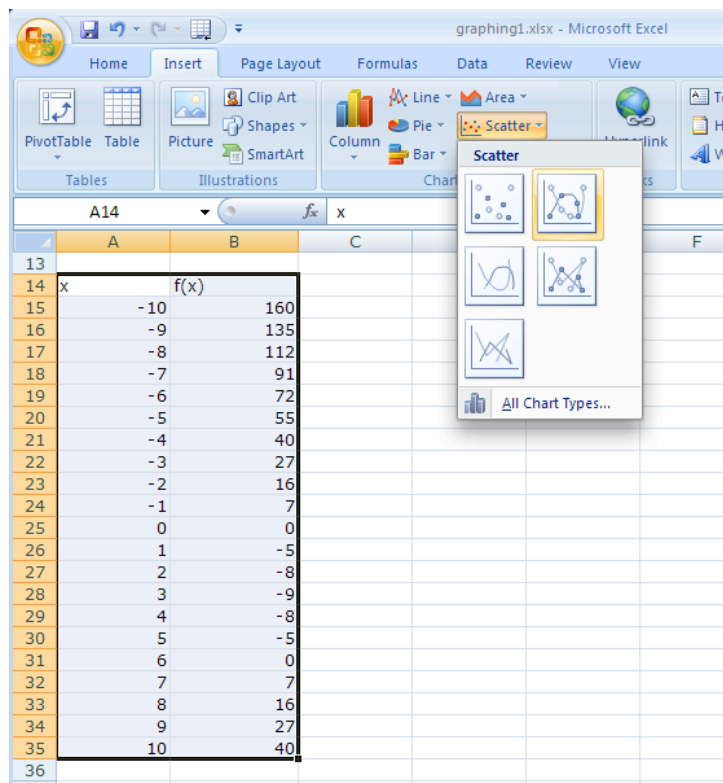 graphing1.xlsx - Microsoft Excel
Home Insert Page Layout Formulas Data Review View
PivotTable Table Picture Clip Art Shapes SmartArt Column Line Pie Bar Area Scatter
Tables Illustrations
Scatter
All Chart Types...
A14 fx x
A B C F
13
14 x f(x)
15 -10 160
16 -9 135
17 -8 112
18 -7 91
19 -6 72
20 -5 55
21 -4 40
22 -3 27
23 -2 16
24 -1 7
25 0 0
26 1 -5
27 2 -8
28 3 -9
29 4 -8
30 5 -5
31 6 0
32 7 7
33 8 16
34 9 27
35 10 40
36